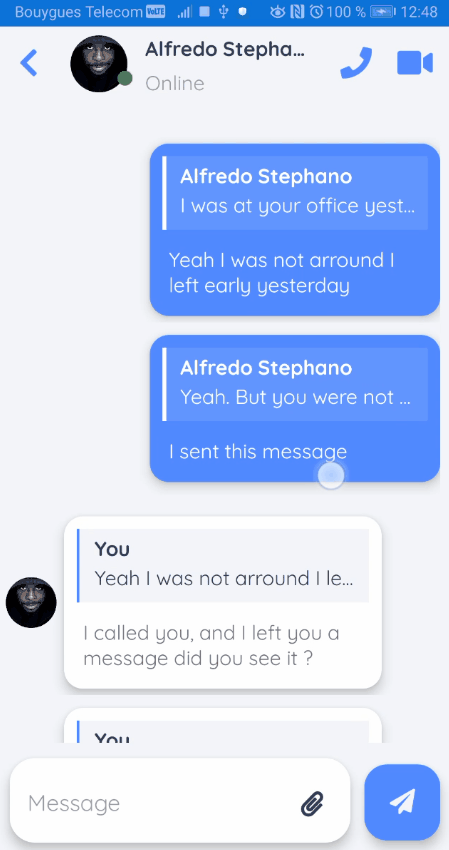 Bouygues Telecom VoLTE 100 % 12:48
Alfredo Stepha...
Online
Alfredo Stephano
I was at your office yest...
Yeah I was not arround I
left early yesterday
Alfredo Stephano
Yeah. But you were not ...
I sent this message
You
Yeah I was not arround I le...
I called you, and I left you a
message did you see it ?
You
Message